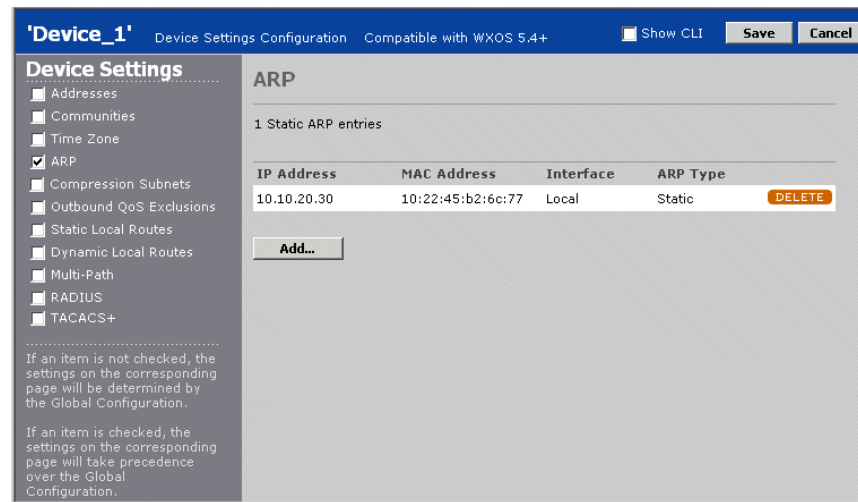 'Device_1' Device Settings Configuration Compatible with WXOS 5.4+ Show CLI Save Cancel
Device Settings
Addresses
Communities
Time Zone
ARP
Compression Subnets
Outbound QoS Exclusions
Static Local Routes
Dynamic Local Routes
Multi-Path
RADIUS
TACACS+
If an item is not checked, the
settings on the corresponding
page will be determined by
the Global Configuration.
If an item is checked, the
settings on the corresponding
page will take precedence
over the Global
Configuration.
ARP
1 Static ARP entries
IP Address MAC Address Interface ARP Type
10.10.20.30 10:22:45:b2:6c:77 Local Static DELETE
Add...